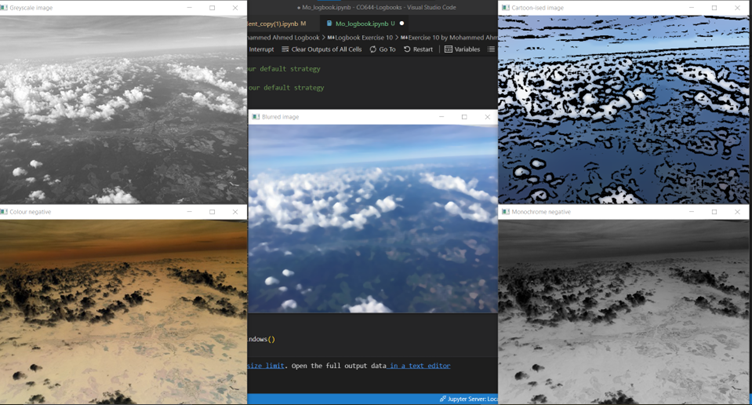 Greyscale image
Mo_logbook.ipynb - CO644-Logbooks - Visual Studio Code
Cartoon-ised image
lent_copy(1).ipynb M
Mo_logbook.ipynb U
ammed Ahmed Logbook > M↓Logbook Exercise 10 > M↓Exercise 10 by Mohammed Ahm
Interrupt Clear Outputs of All Cells Go To Restart Variables
ur default strategy
our default strategy
Blurred image
Colour negative
Monochrome negative
ndows()
size limit. Open the full output data in a text editor
Jupyter Server: Loca